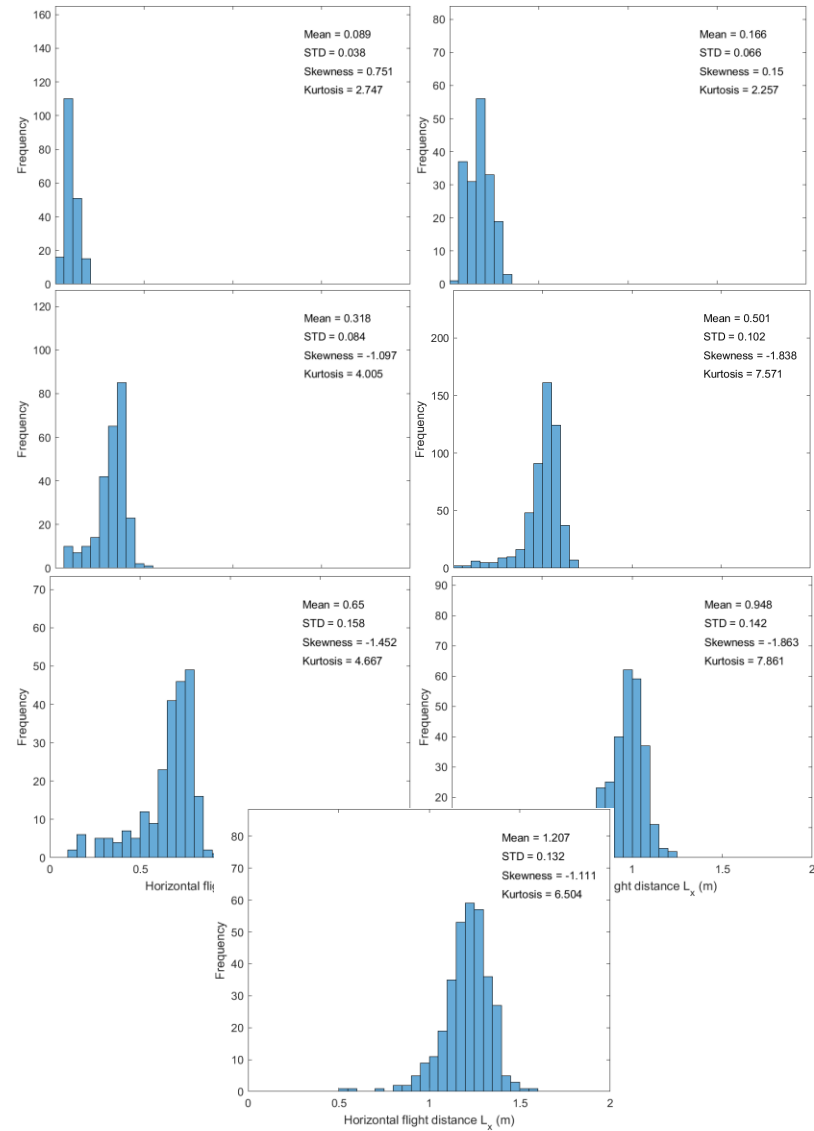 Mean = 0.089
STD = 0.038
Skewness = 0.751
Kurtosis = 2.747
Frequency
160
140
120
100
80
60
40
20
0
Mean = 0.166
STD = 0.066
Skewness = 0.15
Kurtosis = 2.257
Frequency
80
70
60
50
40
30
20
10
0
Mean = 0.318
STD = 0.084
Skewness = -1.097
Kurtosis = 4.005
Frequency
120
100
80
60
40
20
0
Mean = 0.501
STD = 0.102
Skewness = -1.838
Kurtosis = 7.571
Frequency
200
150
100
50
0
Mean = 0.65
STD = 0.158
Skewness = -1.452
Kurtosis = 4.667
Frequency
70
60
50
40
30
20
10
0
0 0.5
Horizontal fli
Mean = 0.948
STD = 0.142
Skewness = -1.863
Kurtosis = 7.861
Frequency
90
80
70
60
50
40
30
20
1 1.5 2
ght distance L_x (m)
Mean = 1.207
STD = 0.132
Skewness = -1.111
Kurtosis = 6.504
Frequency
80
70
60
50
40
30
20
10
0
0 0.5 1 1.5 2
Horizontal flight distance L_x (m)